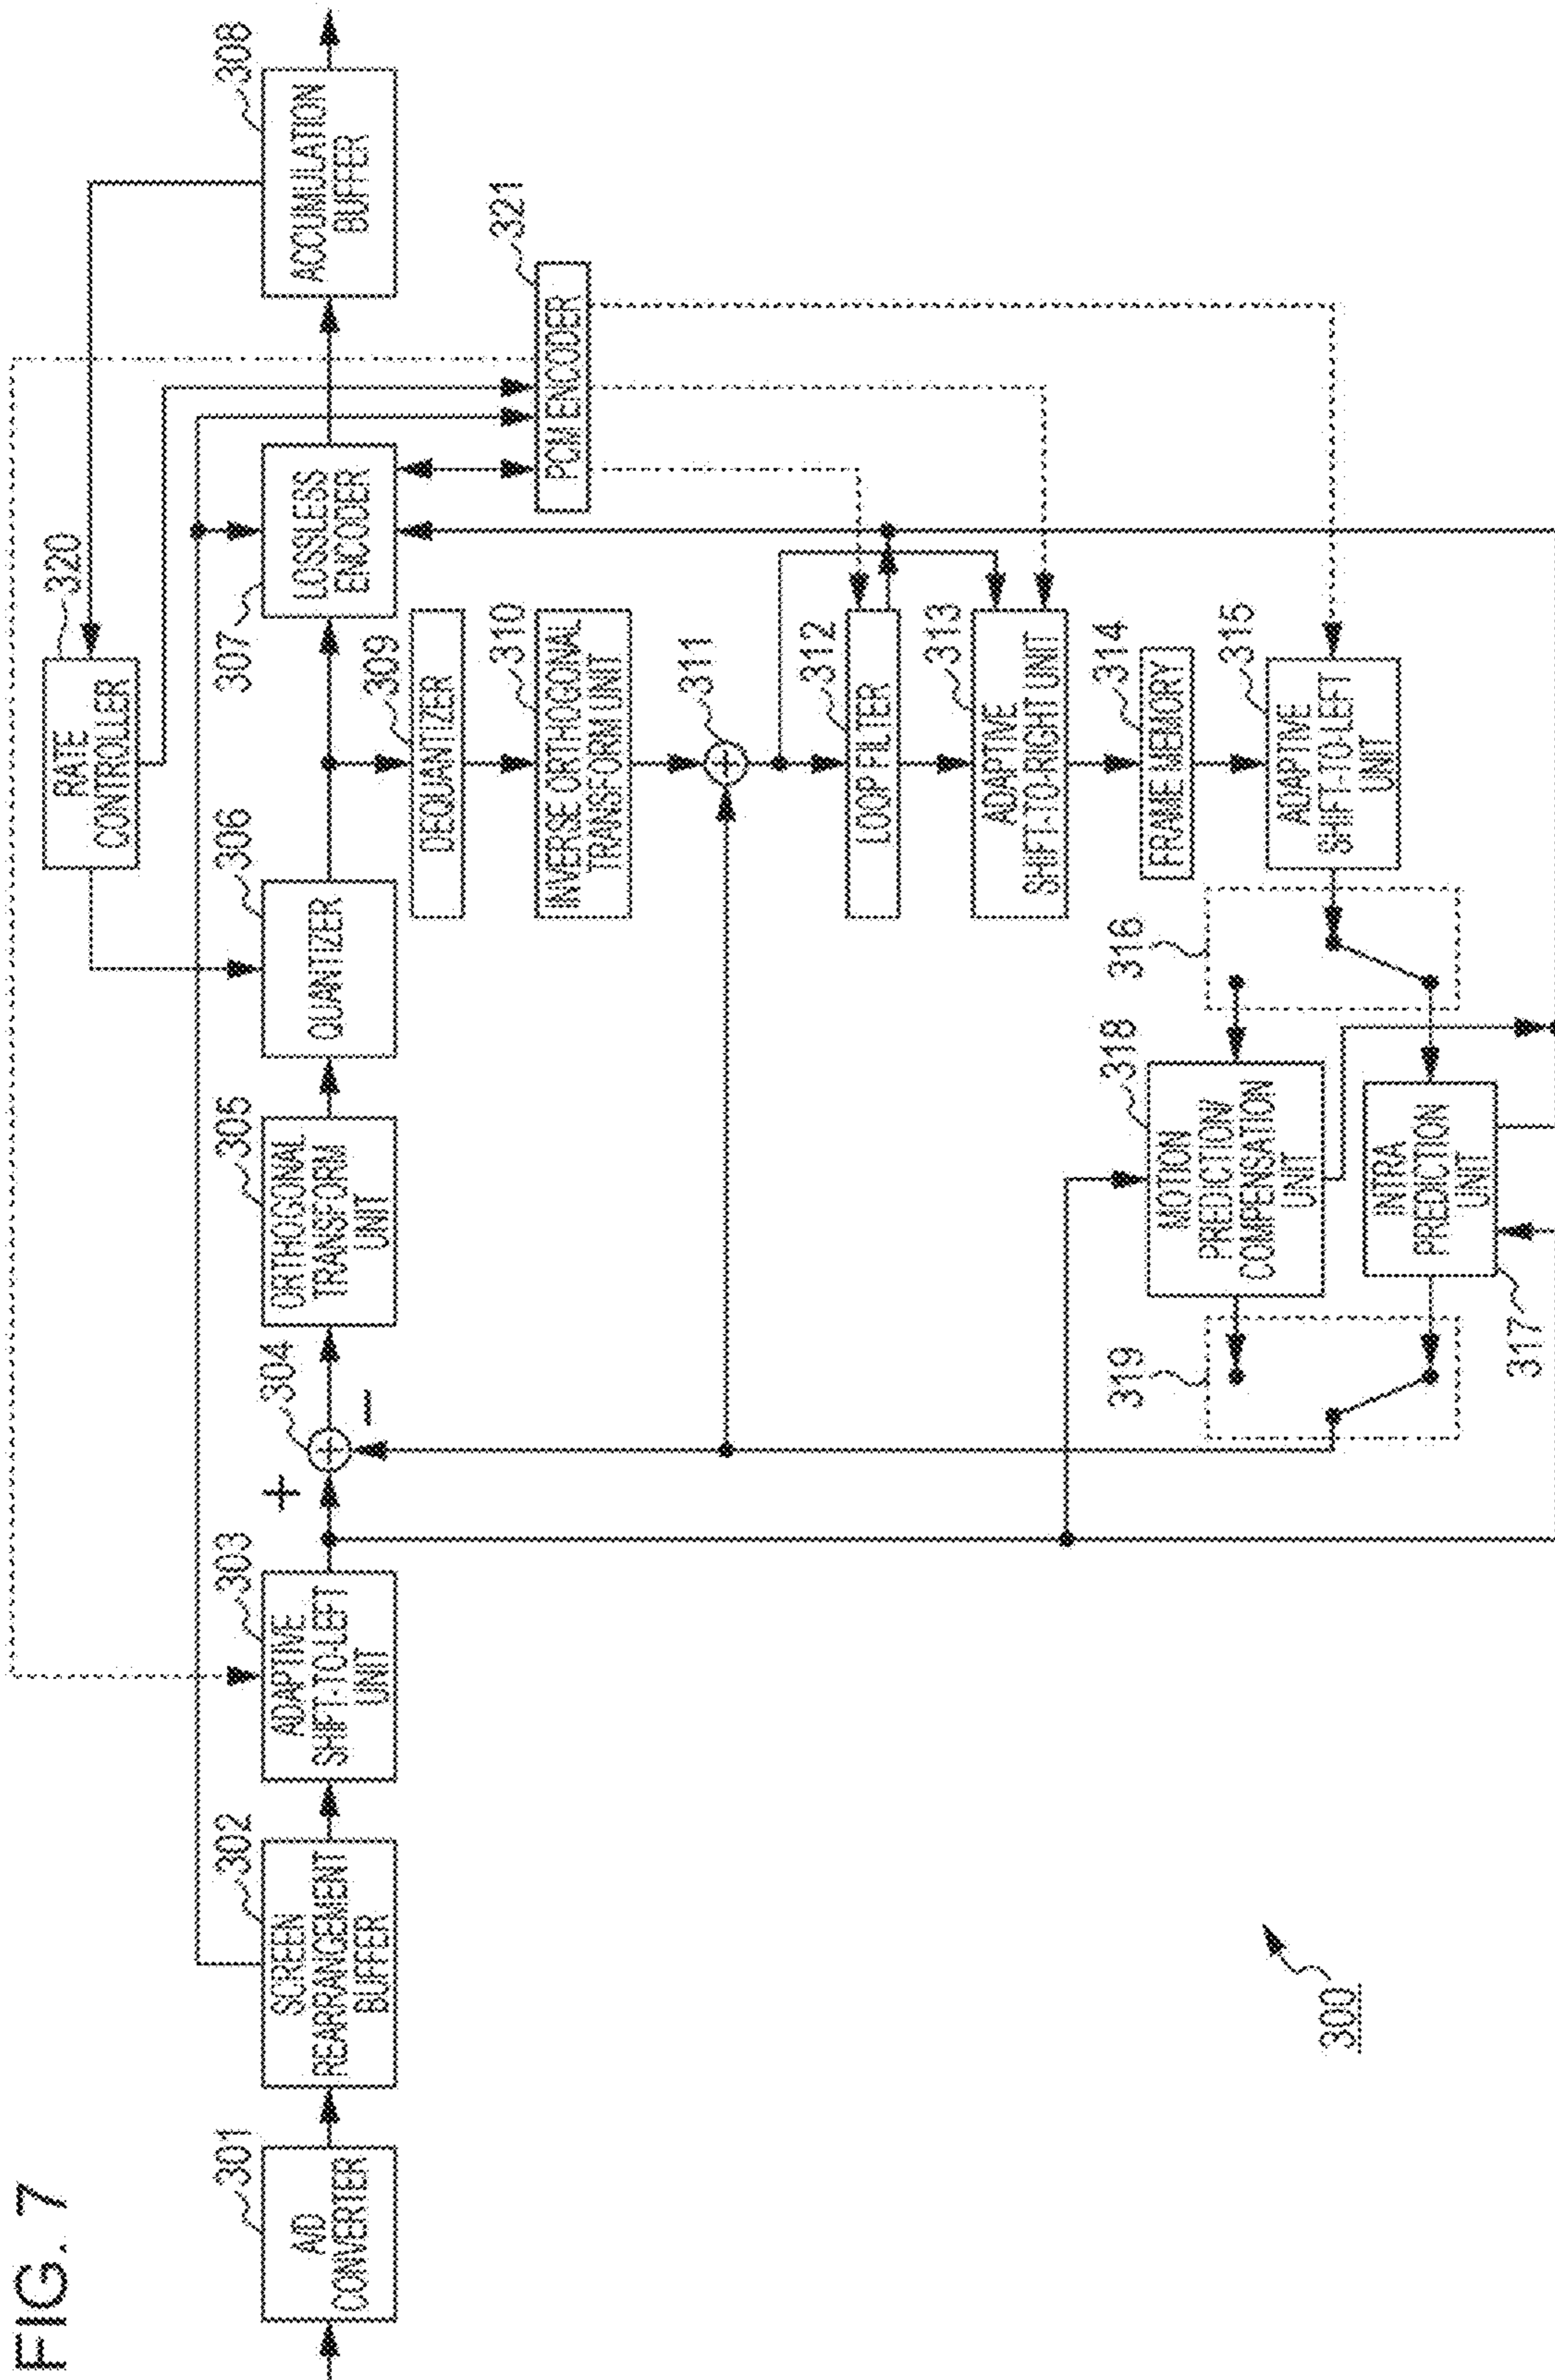 FIG. 7
301
A/D
CONVERTER
302
SCREEN
REARRANGEMENT
BUFFER
303
ADAPTIVE
SHIFT-TO-LEFT
UNIT
+
304
−
305
ORTHOGONAL
TRANSFORM
UNIT
306
QUANTIZER
320
RATE
CONTROLLER
307
LOSSLESS
ENCODER
308
ACCUMULATION
BUFFER
309
DEQUANTIZER
321
PCM ENCODER
310
INVERSE ORTHOGONAL
TRANSFORM UNIT
311
312
LOOP FILTER
313
ADAPTIVE
SHIFT-TO-RIGHT UNIT
314
FRAME MEMORY
315
ADAPTIVE
SHIFT-TO-LEFT
UNIT
316
318
MOTION
PREDICTION/
COMPENSATION
UNIT
319
INTRA
PREDICTION
UNIT
317
300